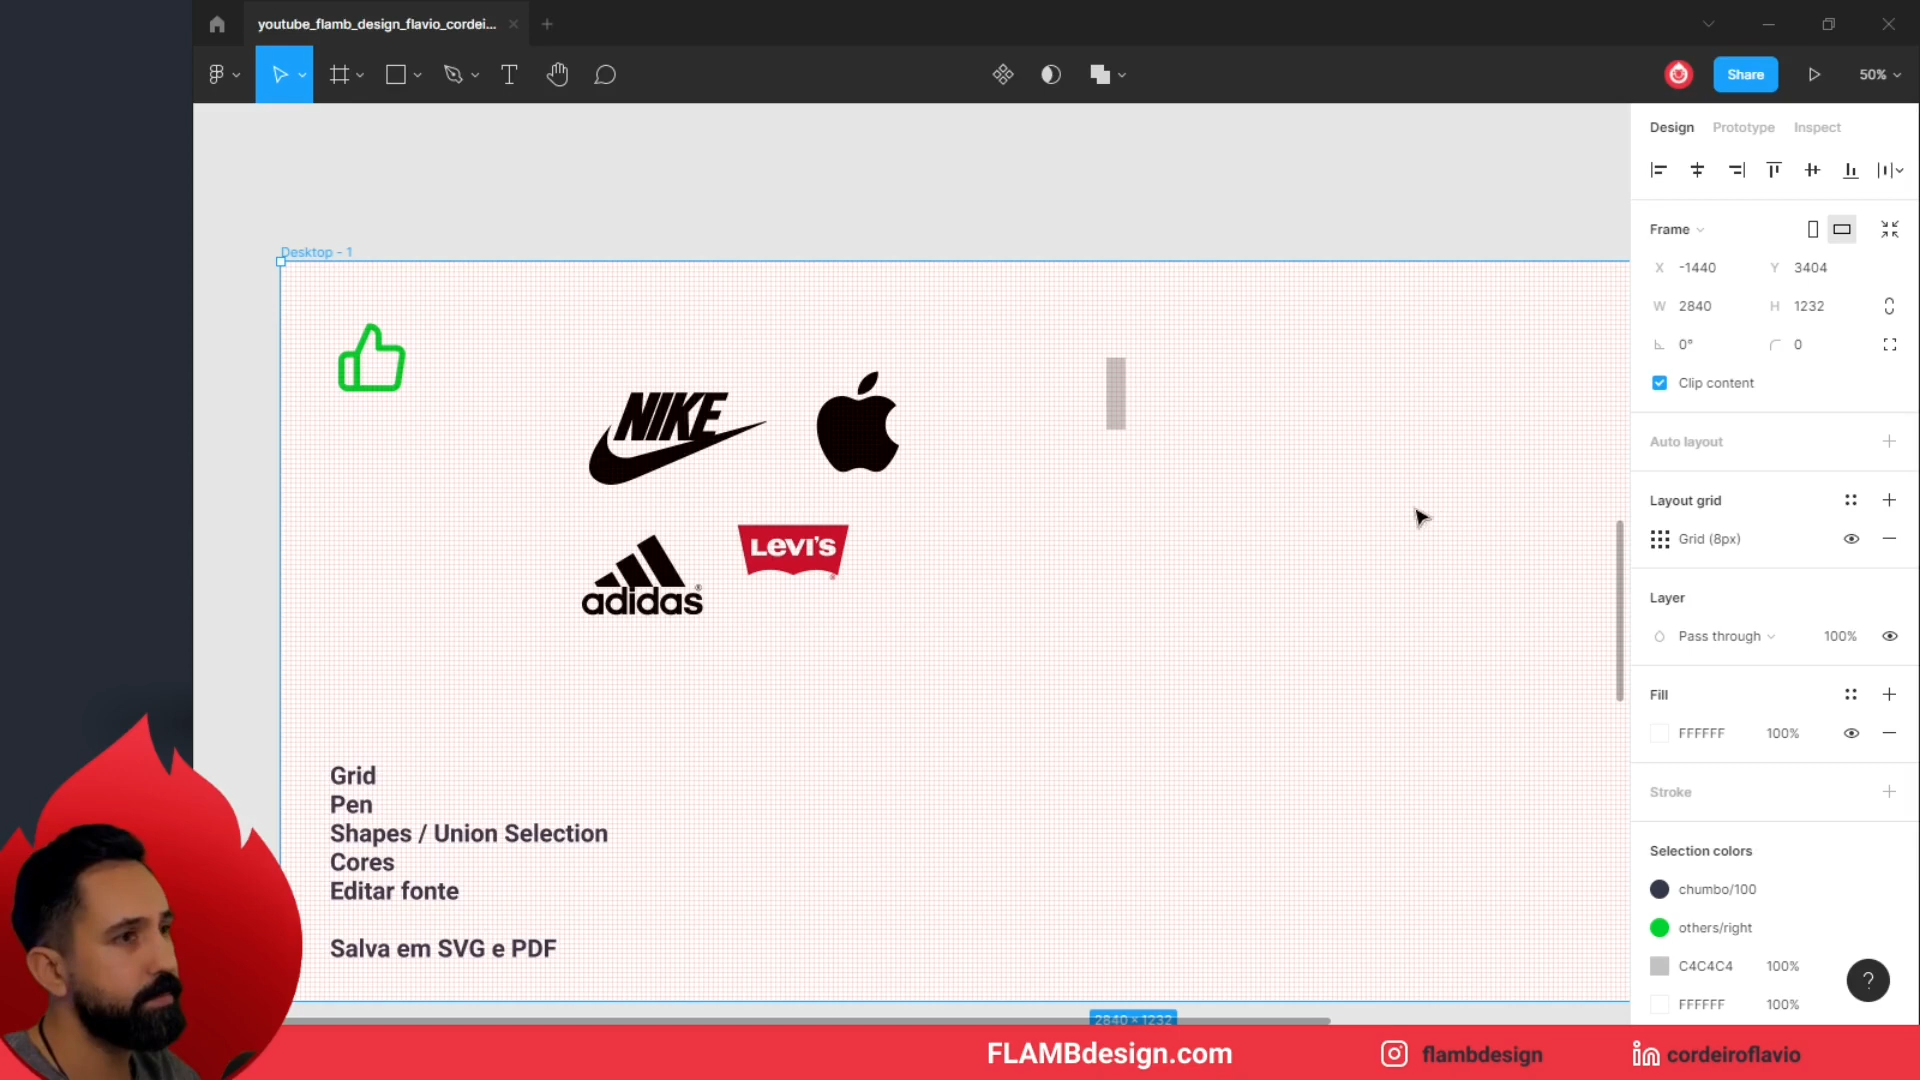 youtube_flamb_design_flavio_cordei...
Share
50%
Design Prototype Inspect
Desktop - 1
Frame
X -1440 Y 3404
W 2840 H 1232
0° 0
Clip content
Auto layout
Layout grid
Grid (8px)
Layer
Pass through 100%
Fill
FFFFFF 100%
Stroke
Selection colors
chumbo/100
others/right
C4C4C4 100%
FFFFFF 100%
?
NIKE
adidas®
LEVI'S®
Grid
Pen
Shapes / Union Selection
Cores
Editar fonte
Salva em SVG e PDF
2840 × 1232
FLAMBdesign.com
flambdesign
in cordeiroflavio